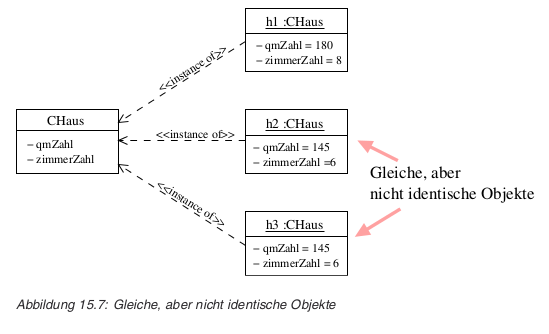 h1 :CHaus
– qmZahl = 180
– zimmerZahl = 8
<<instance of>>
CHaus
– qmZahl
– zimmerZahl
<<instance of>>
h2 :CHaus
– qmZahl = 145
– zimmerZahl =6
Gleiche, aber
nicht identische Objekte
<<instance of>>
h3 :CHaus
– qmZahl = 145
– zimmerZahl = 6
Abbildung 15.7: Gleiche, aber nicht identische Objekte